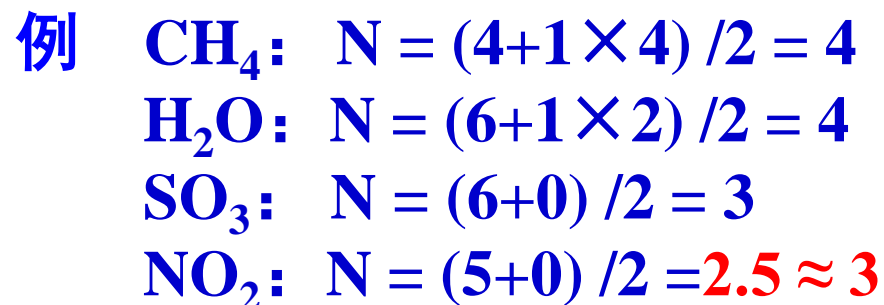 例 CH₄： N = (4+1×4) /2 = 4
H₂O： N = (6+1×2) /2 = 4
SO₃： N = (6+0) /2 = 3
NO₂： N = (5+0) /2 =2.5 ≈ 3